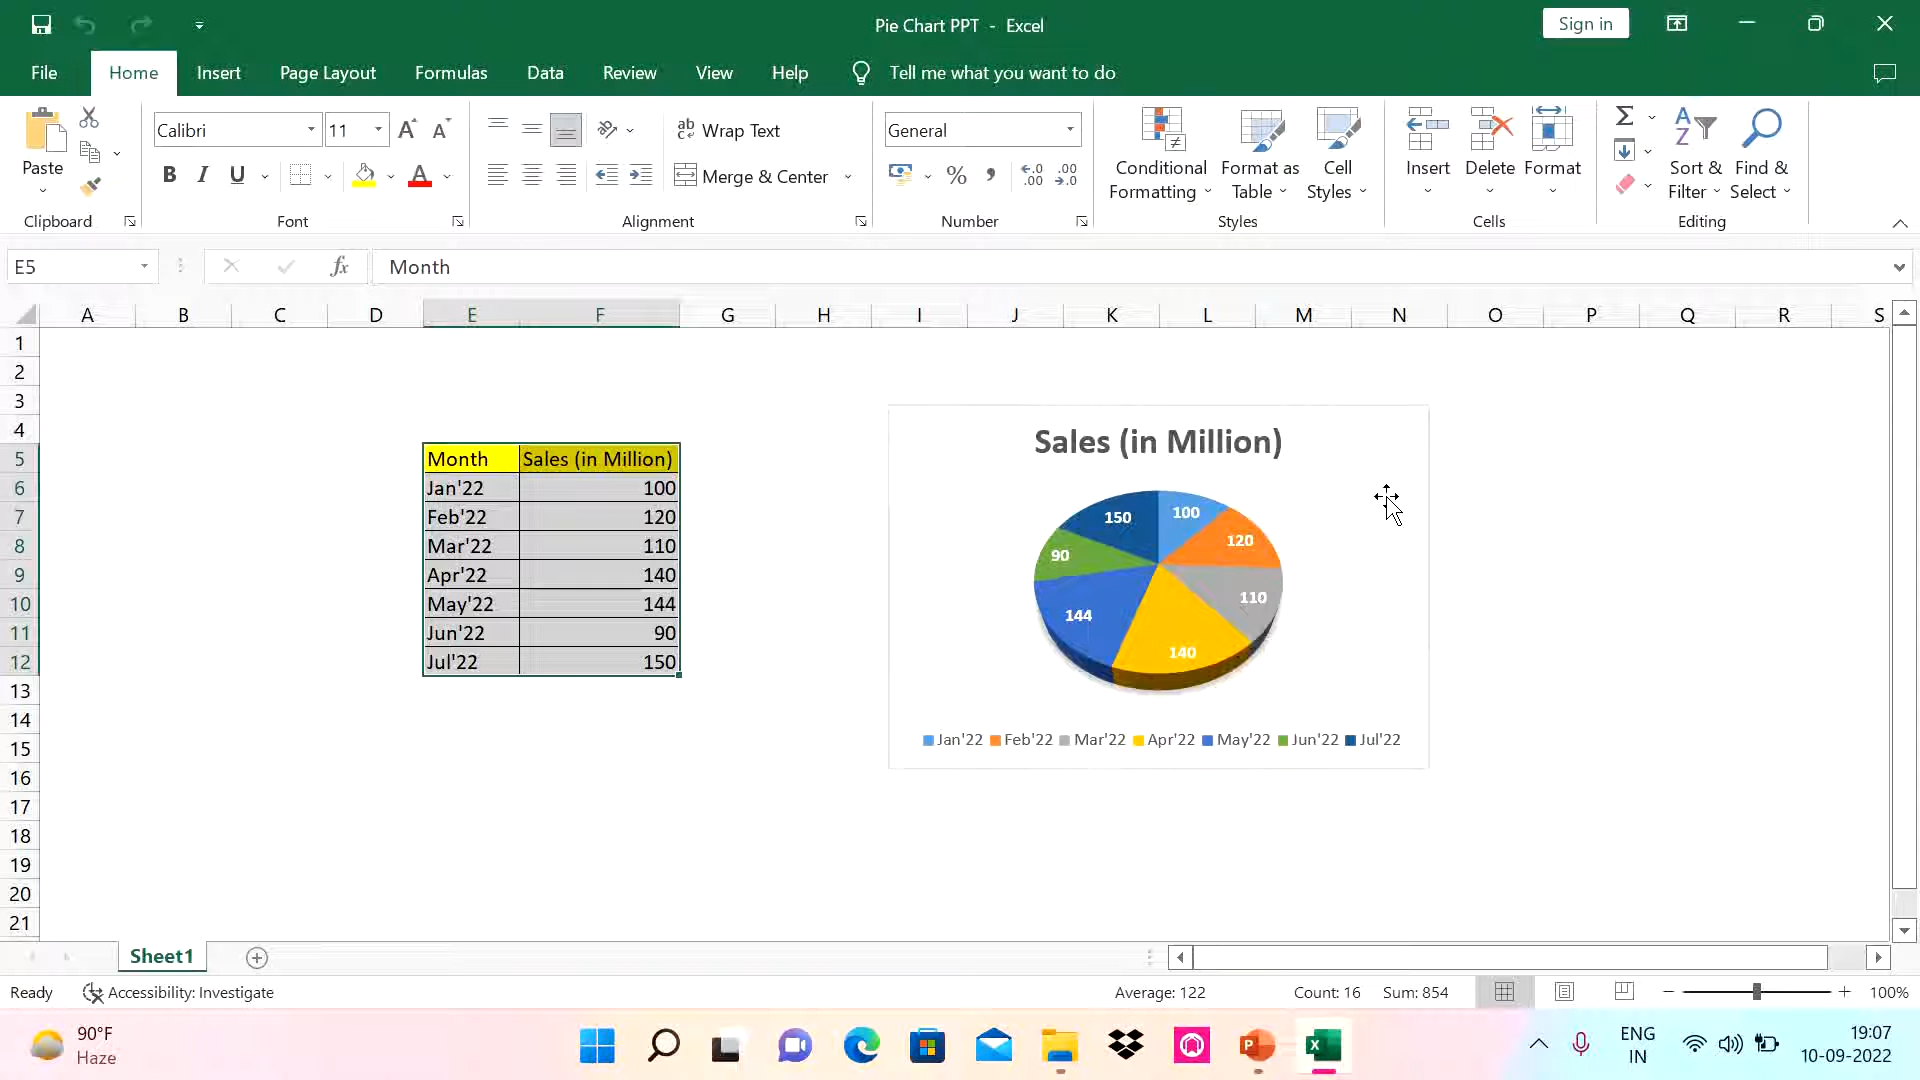 Pie Chart PPT - Excel
Sign in
File Home Insert Page Layout Formulas Data Review View Help Tell me what you want to do
Paste
Clipboard
Calibri 11
B I U A
Font
Wrap Text
Merge & Center
Alignment
General
% ,
Number
Conditional Formatting
Format as Table
Cell Styles
Styles
Insert Delete Format
Cells
Sort & Filter
Find & Select
Editing
E5 fx Month
A B C D E F G H I J K L M N O P Q R S
1
2
3
4
5
6
7
8
9
10
11
12
13
14
15
16
17
18
19
20
21
Month Sales (in Million)
Jan'22 100
Feb'22 120
Mar'22 110
Apr'22 140
May'22 144
Jun'22 90
Jul'22 150
Sales (in Million)
150 100
120
90
110
144
140
Jan'22 Feb'22 Mar'22 Apr'22 May'22 Jun'22 Jul'22
Sheet1
Ready Accessibility: Investigate Average: 122 Count: 16 Sum: 854 100%
90°F
Haze
ENG
IN
19:07
10-09-2022